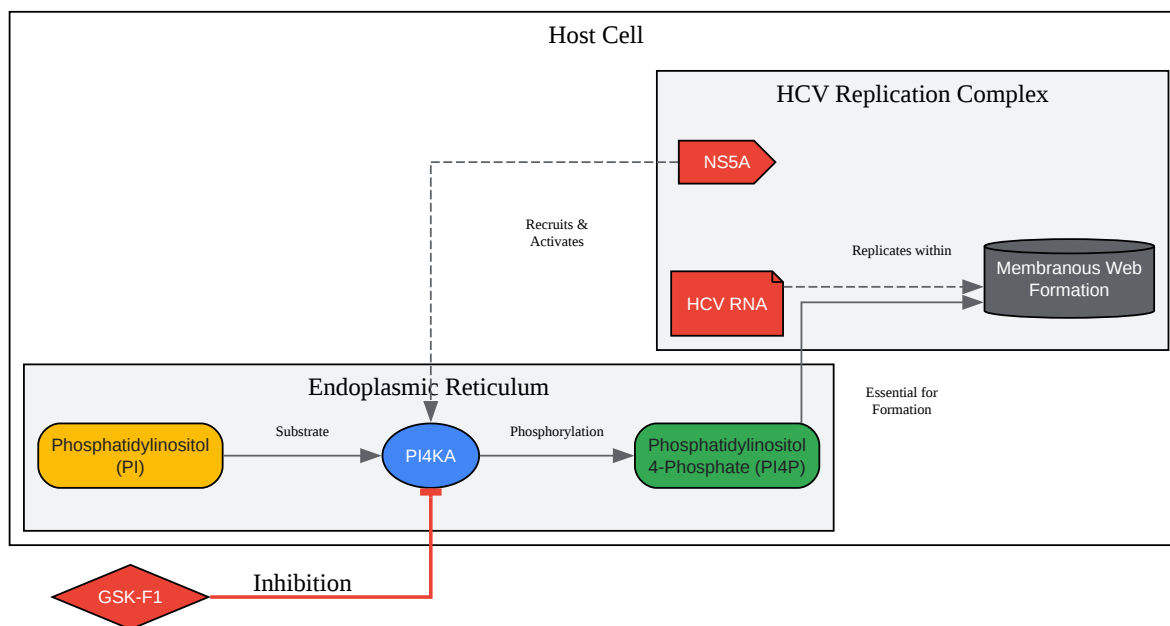 Host Cell
HCV Replication Complex
NS5A
Recruits &
Activates
Replicates within
HCV RNA
Membranous Web
Formation
Endoplasmic Reticulum
Essential for
Formation
Phosphatidylinositol
(PI)
Substrate
PI4KA
Phosphorylation
Phosphatidylinositol
4-Phosphate (PI4P)
Inhibition
GSK-F1